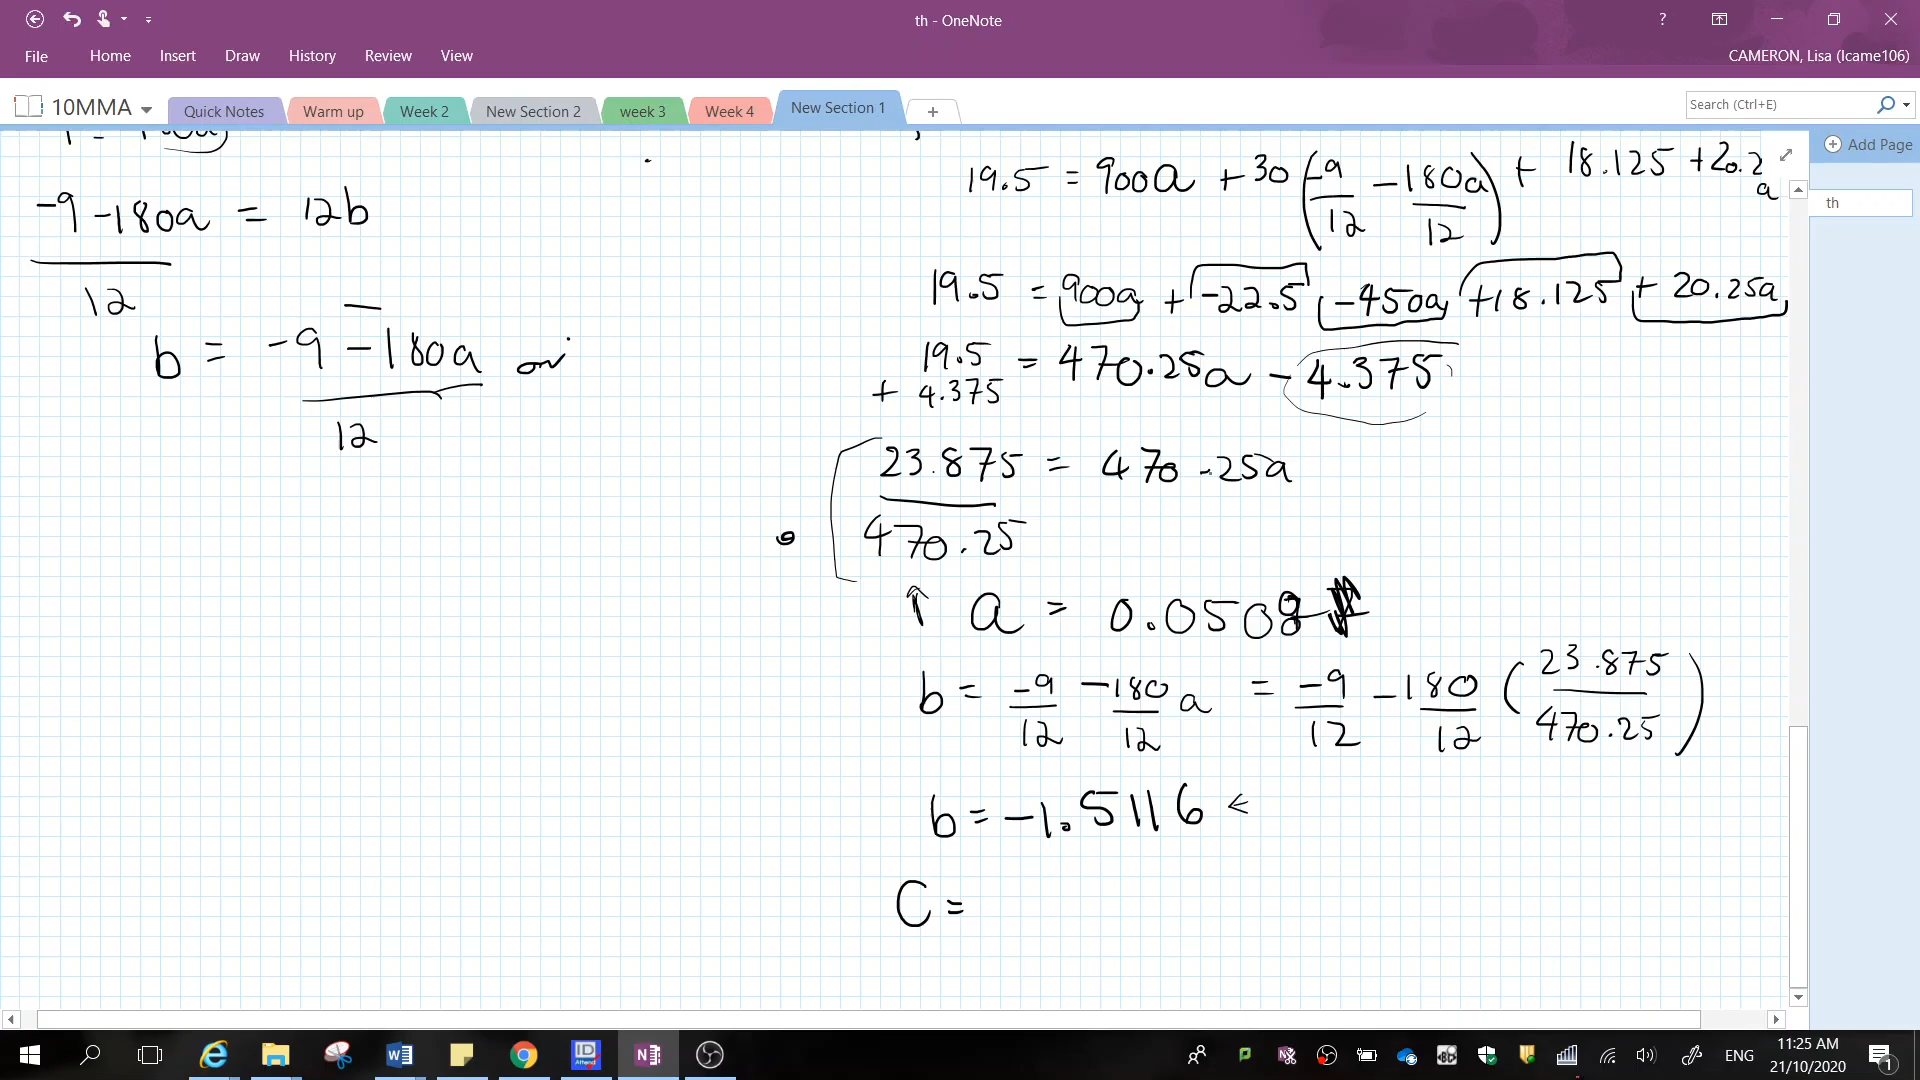 th - OneNote
?
File Home Insert Draw History Review View
CAMERON, Lisa (lcame106)
10MMA Quick Notes Warm up Week 2 New Section 2 week 3 Week 4 New Section 1 +
Search (Ctrl+E)
Add Page
th
-9 -180a = 12b
12
b = -9 - 180a
12
19.5 = 900a + 30 (-9/12 - 180a/12) + 18.125 + 20.2
a
19.5 = 900a + -22.5 - 450a + 18.125 + 20.25a
19.5 = 470.25a - 4.375
+ 4.375
23.875 = 470.25a
470.25
↑ a = 0.0508
b = -9/12 - 180/12 a = -9/12 - 180/12 (23.875/470.25)
b = -1.5116 ←
C =
ENG
11:25 AM
21/10/2020
1